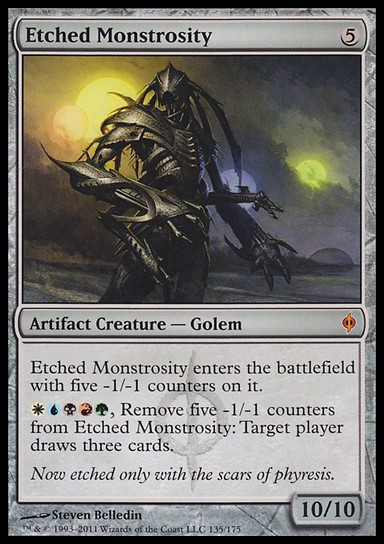 Etched Monstrosity 5
Artifact Creature — Golem
Etched Monstrosity enters the battlefield
with five -1/-1 counters on it.
, Remove five -1/-1 counters
from Etched Monstrosity: Target player
draws three cards.
Now etched only with the scars of phyresis.
Steven Belledin
™ & © 1993–2011 Wizards of the Coast LLC 135/175
10/10